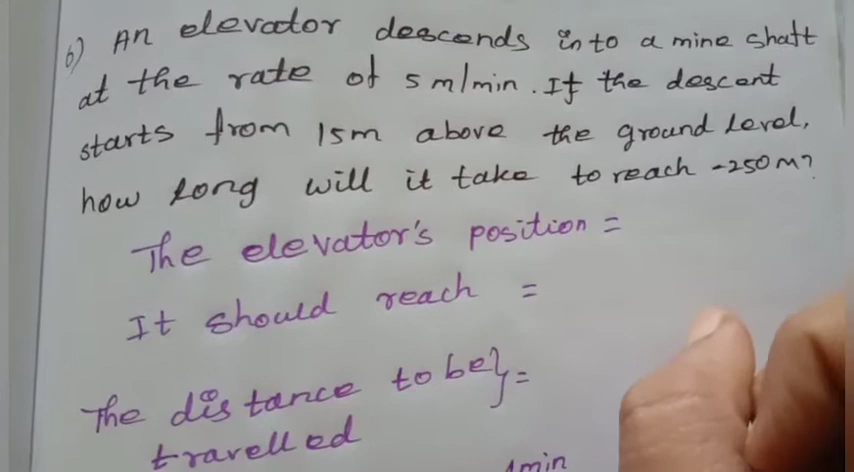 6) An elevator descends into a mine shaft
at the rate of 5 m/min. If the descent
starts from 15m above the ground level,
how long will it take to reach -250 m?
The elevator's position =
It should reach =
The distance to be } =
travelled
1min